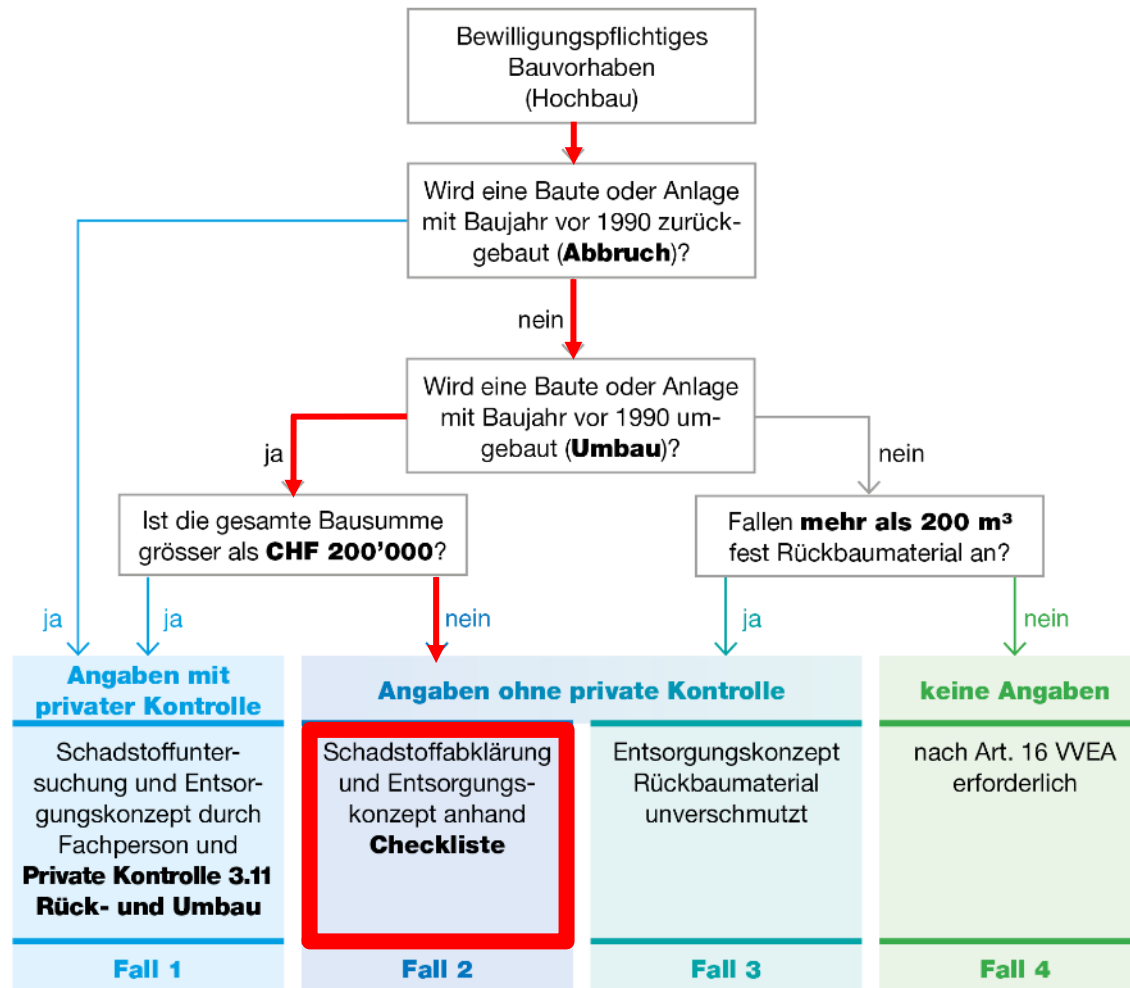 Bewilligungspflichtiges
Bauvorhaben
(Hochbau)
Wird eine Baute oder Anlage
mit Baujahr vor 1990 zurück-
gebaut (Abbruch)?
nein
Wird eine Baute oder Anlage
mit Baujahr vor 1990 um-
gebaut (Umbau)?
ja
nein
Ist die gesamte Bausumme
grösser als CHF 200'000?
Fallen mehr als 200 m³
fest Rückbaumaterial an?
ja
ja
nein
ja
nein
Angaben mit
privater Kontrolle
Angaben ohne private Kontrolle
keine Angaben
Schadstoffunter-
suchung und Entsor-
gungskonzept durch
Fachperson und
Private Kontrolle 3.11
Rück- und Umbau
Schadstoffabklärung
und Entsorgungs-
konzept anhand
Checkliste
Entsorgungskonzept
Rückbaumaterial
unverschmutzt
nach Art. 16 VVEA
erforderlich
Fall 1
Fall 2
Fall 3
Fall 4